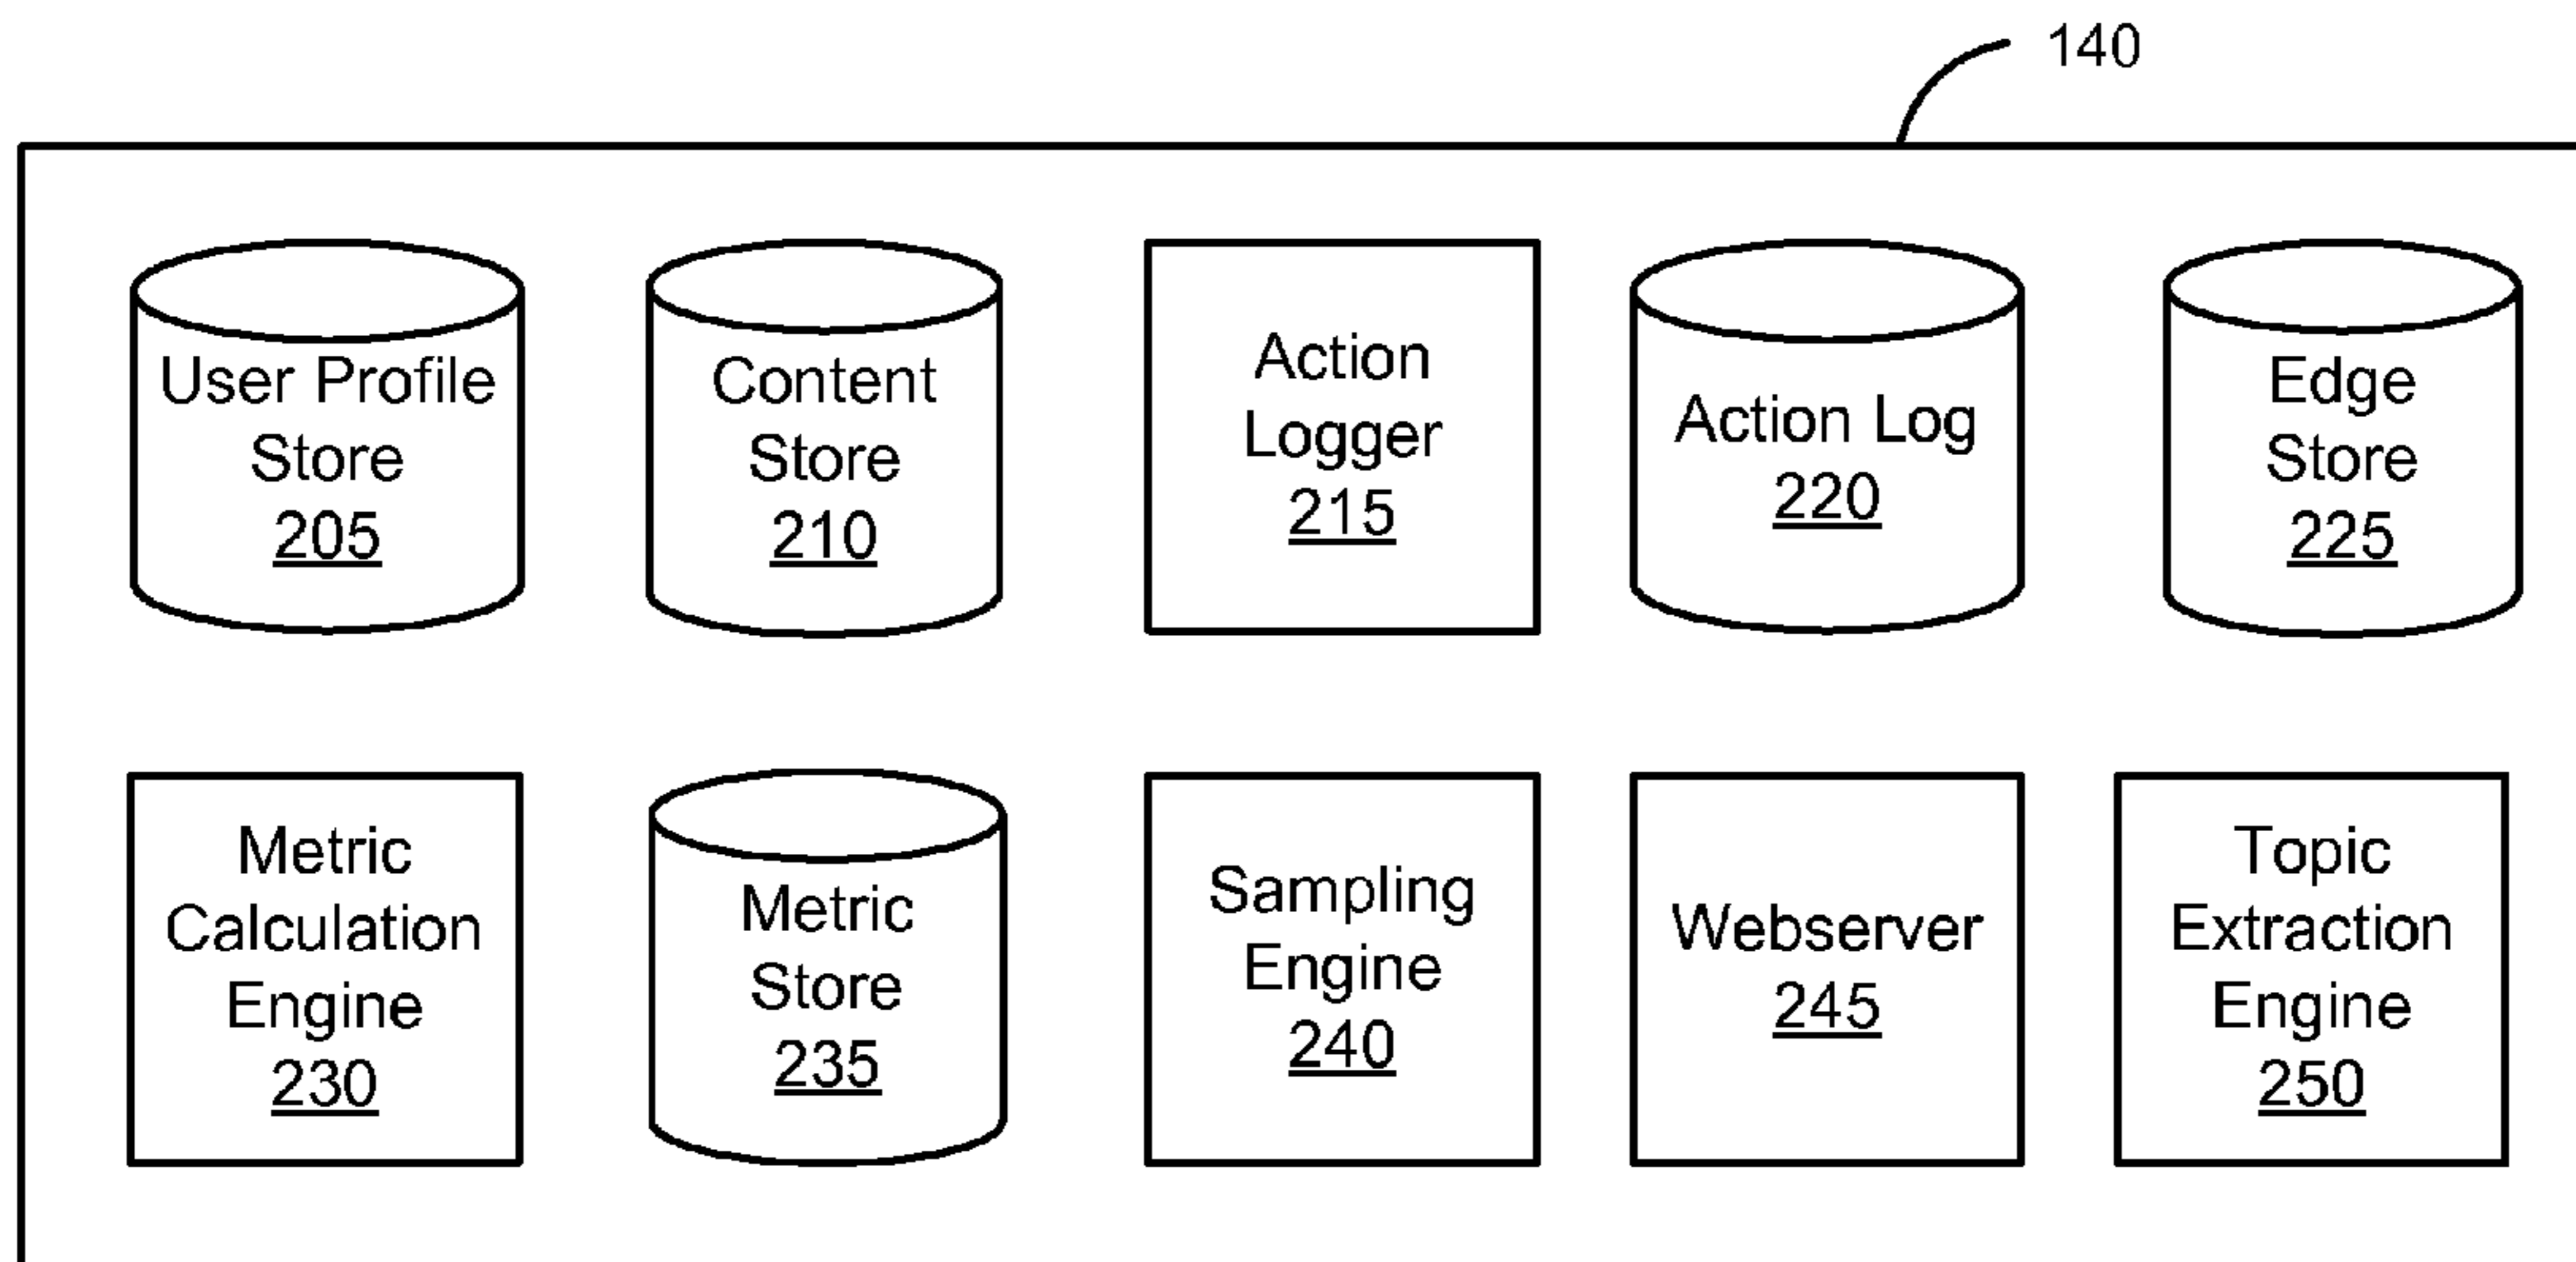 140
User Profile
Store
205
Content
Store
210
Action
Logger
215
Action Log
220
Edge
Store
225
Metric
Calculation
Engine
230
Metric
Store
235
Sampling
Engine
240
Webserver
245
Topic
Extraction
Engine
250